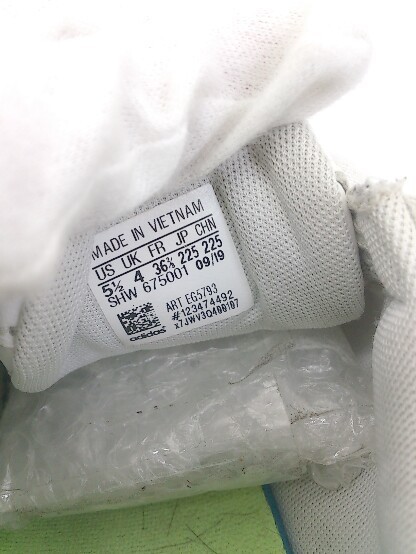 MADE IN VIETNAM
US UK FR JP CHN
5½ 4 36⅔ 225 225
SHW 675001 09/19
ART EG5793
#123474492
adidas